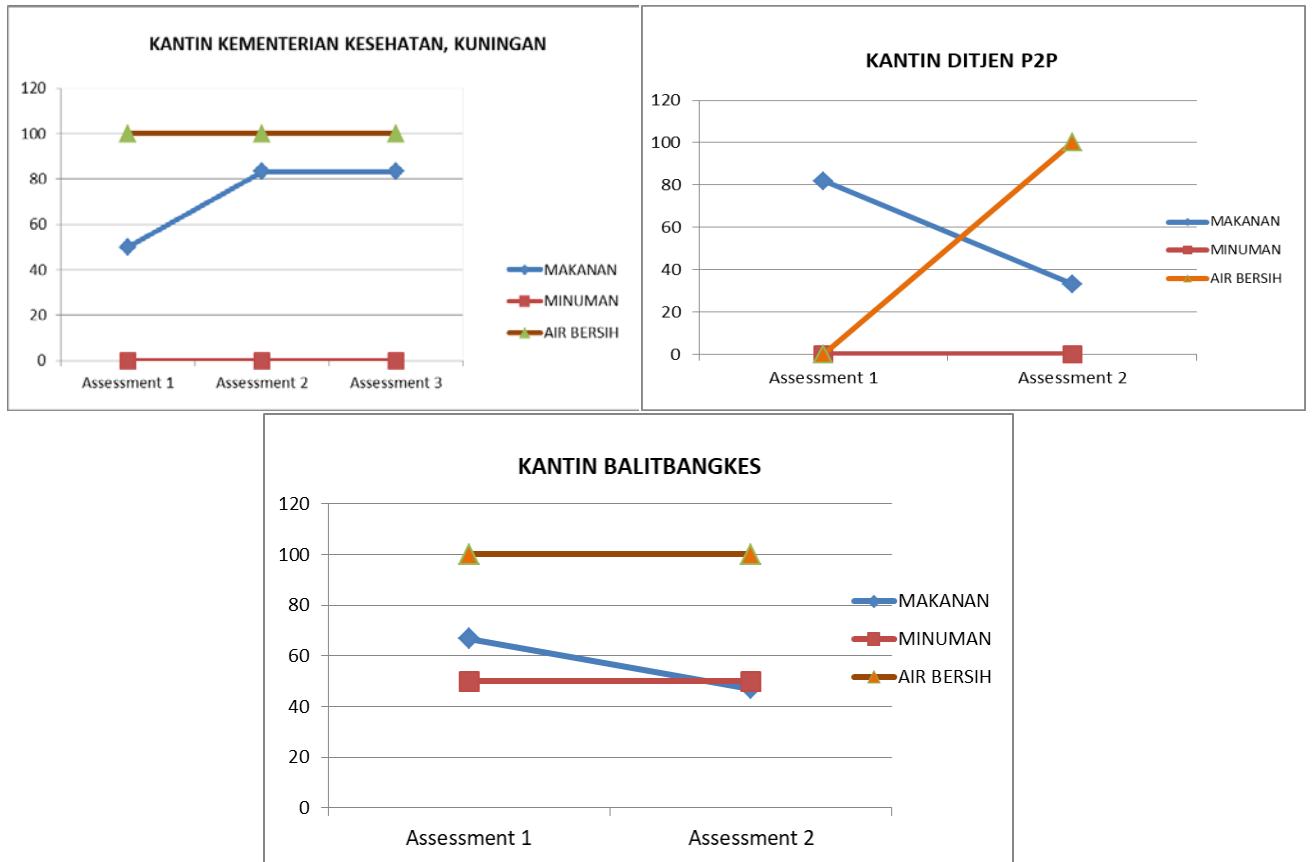 KANTIN KEMENTERIAN KESEHATAN, KUNINGAN
120
100
80
60
40
20
0
Assessment 1
Assessment 2
Assessment 3
MAKANAN
MINUMAN
AIR BERSIH
KANTIN DITJEN P2P
120
100
80
60
40
20
0
Assessment 1
Assessment 2
MAKANAN
MINUMAN
AIR BERSIH
KANTIN BALITBANGKES
120
100
80
60
40
20
0
Assessment 1
Assessment 2
MAKANAN
MINUMAN
AIR BERSIH